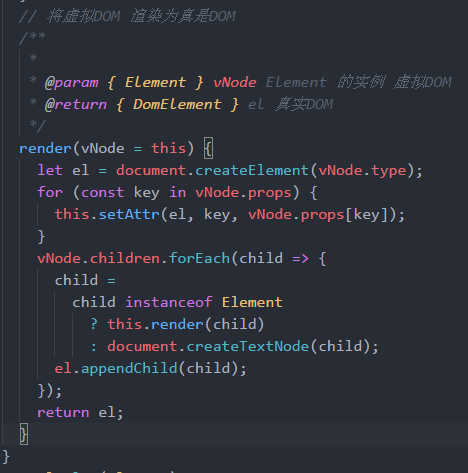 // 将虚拟DOM 渲染为真是DOM
/**
 *
 * @param { Element } vNode Element 的实例 虚拟DOM
 * @return { DomElement } el 真实DOM
 */
render(vNode = this) {
  let el = document.createElement(vNode.type);
  for (const key in vNode.props) {
    this.setAttr(el, key, vNode.props[key]);
  }
  vNode.children.forEach(child => {
    child =
      child instanceof Element
        ? this.render(child)
        : document.createTextNode(child);
    el.appendChild(child);
  });
  return el;
}
}